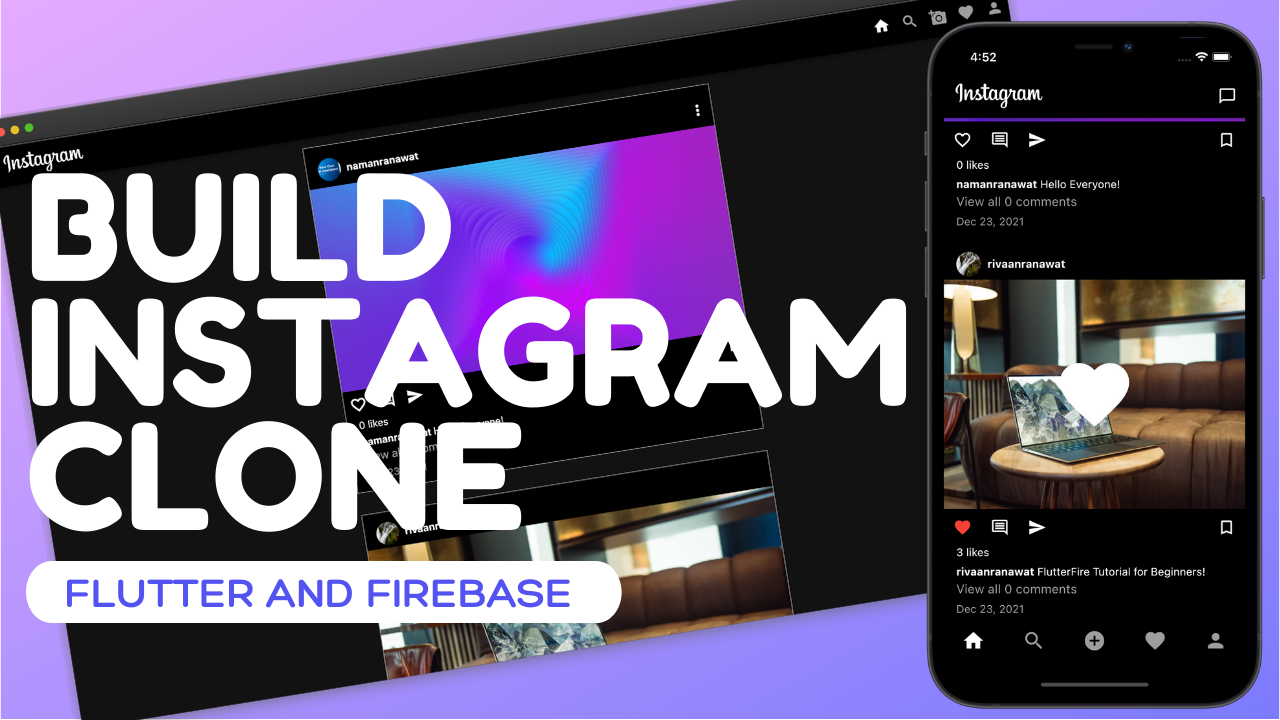 Instagram
namanranawat
BUILD
INSTAGRAM
CLONE
0 likes
FLUTTER AND FIREBASE
4:52
Instagram
0 likes
namanranawat Hello Everyone!
View all 0 comments
Dec 23, 2021
rivaanranawat
3 likes
rivaanranawat FlutterFire Tutorial for Beginners!
View all 0 comments
Dec 23, 2021